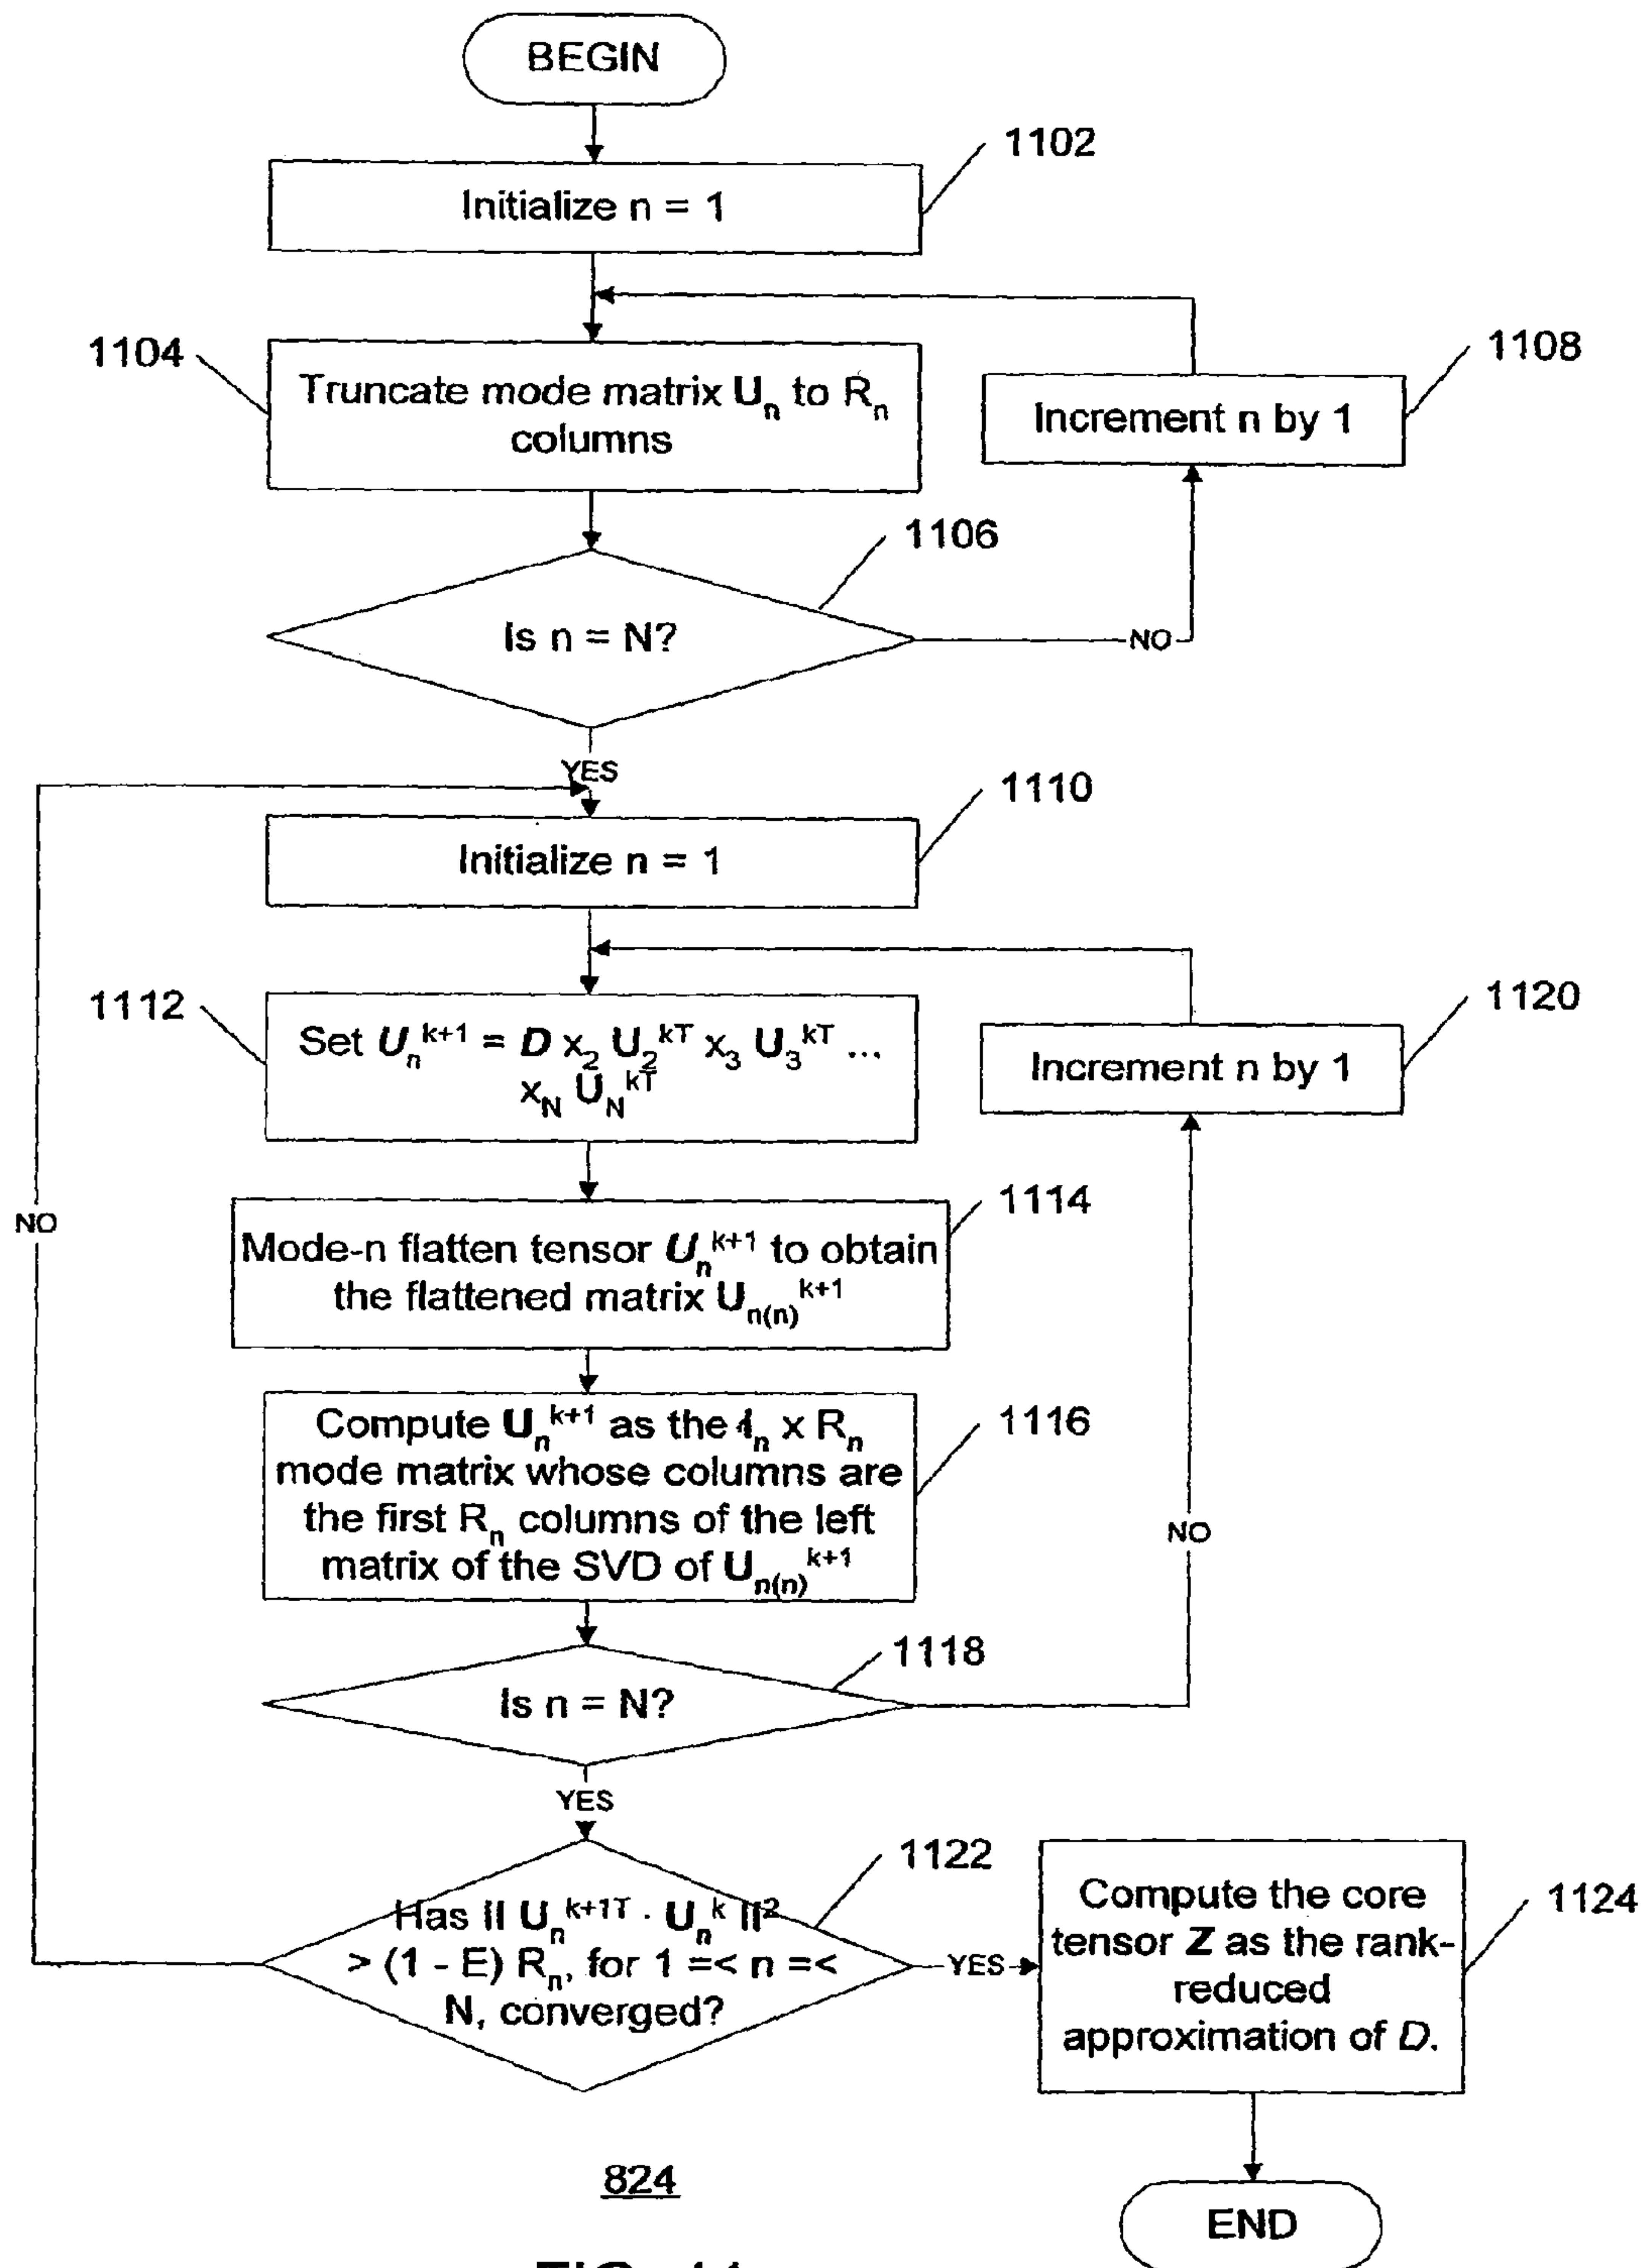 BEGIN
1102
Initialize n = 1
1104
Truncate mode matrix Uₙ to Rₙ
columns
1108
Increment n by 1
1106
Is n = N?
NO
YES
1110
Initialize n = 1
1112
Set Uₙᵏ⁺¹ = D x₂ U₂ᵏᵀ x₃ U₃ᵏᵀ ...
x_N U_Nᵏᵀ
1120
Increment n by 1
1114
Mode-n flatten tensor Uₙᵏ⁺¹ to obtain
the flattened matrix Uₙ₍ₙ₎ᵏ⁺¹
NO
1116
Compute Uₙᵏ⁺¹ as the Iₙ x Rₙ
mode matrix whose columns are
the first Rₙ columns of the left
matrix of the SVD of Uₙ₍ₙ₎ᵏ⁺¹
NO
1118
Is n = N?
YES
1122
Has || Uₙᵏ⁺¹ᵀ · Uₙᵏ ||²
> (1 - E) Rₙ, for 1 =< n =<
N, converged?
YES
1124
Compute the core
tensor Z as the rank-
reduced
approximation of D.
824
END